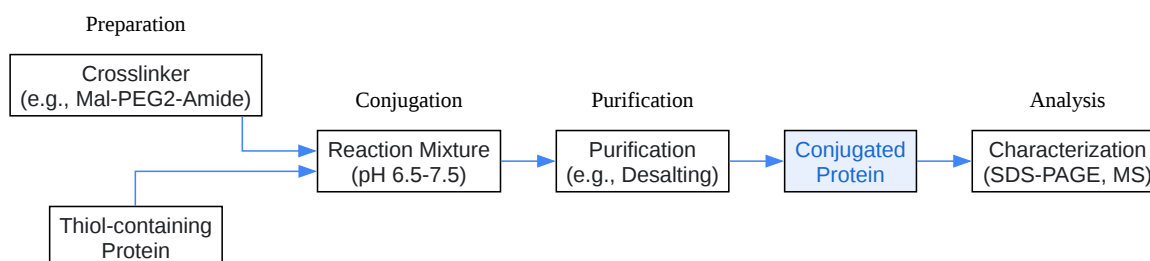 Preparation
Crosslinker
(e.g., Mal-PEG2-Amide)
Thiol-containing
Protein
Conjugation
Reaction Mixture
(pH 6.5-7.5)
Purification
Purification
(e.g., Desalting)
Conjugated
Protein
Analysis
Characterization
(SDS-PAGE, MS)